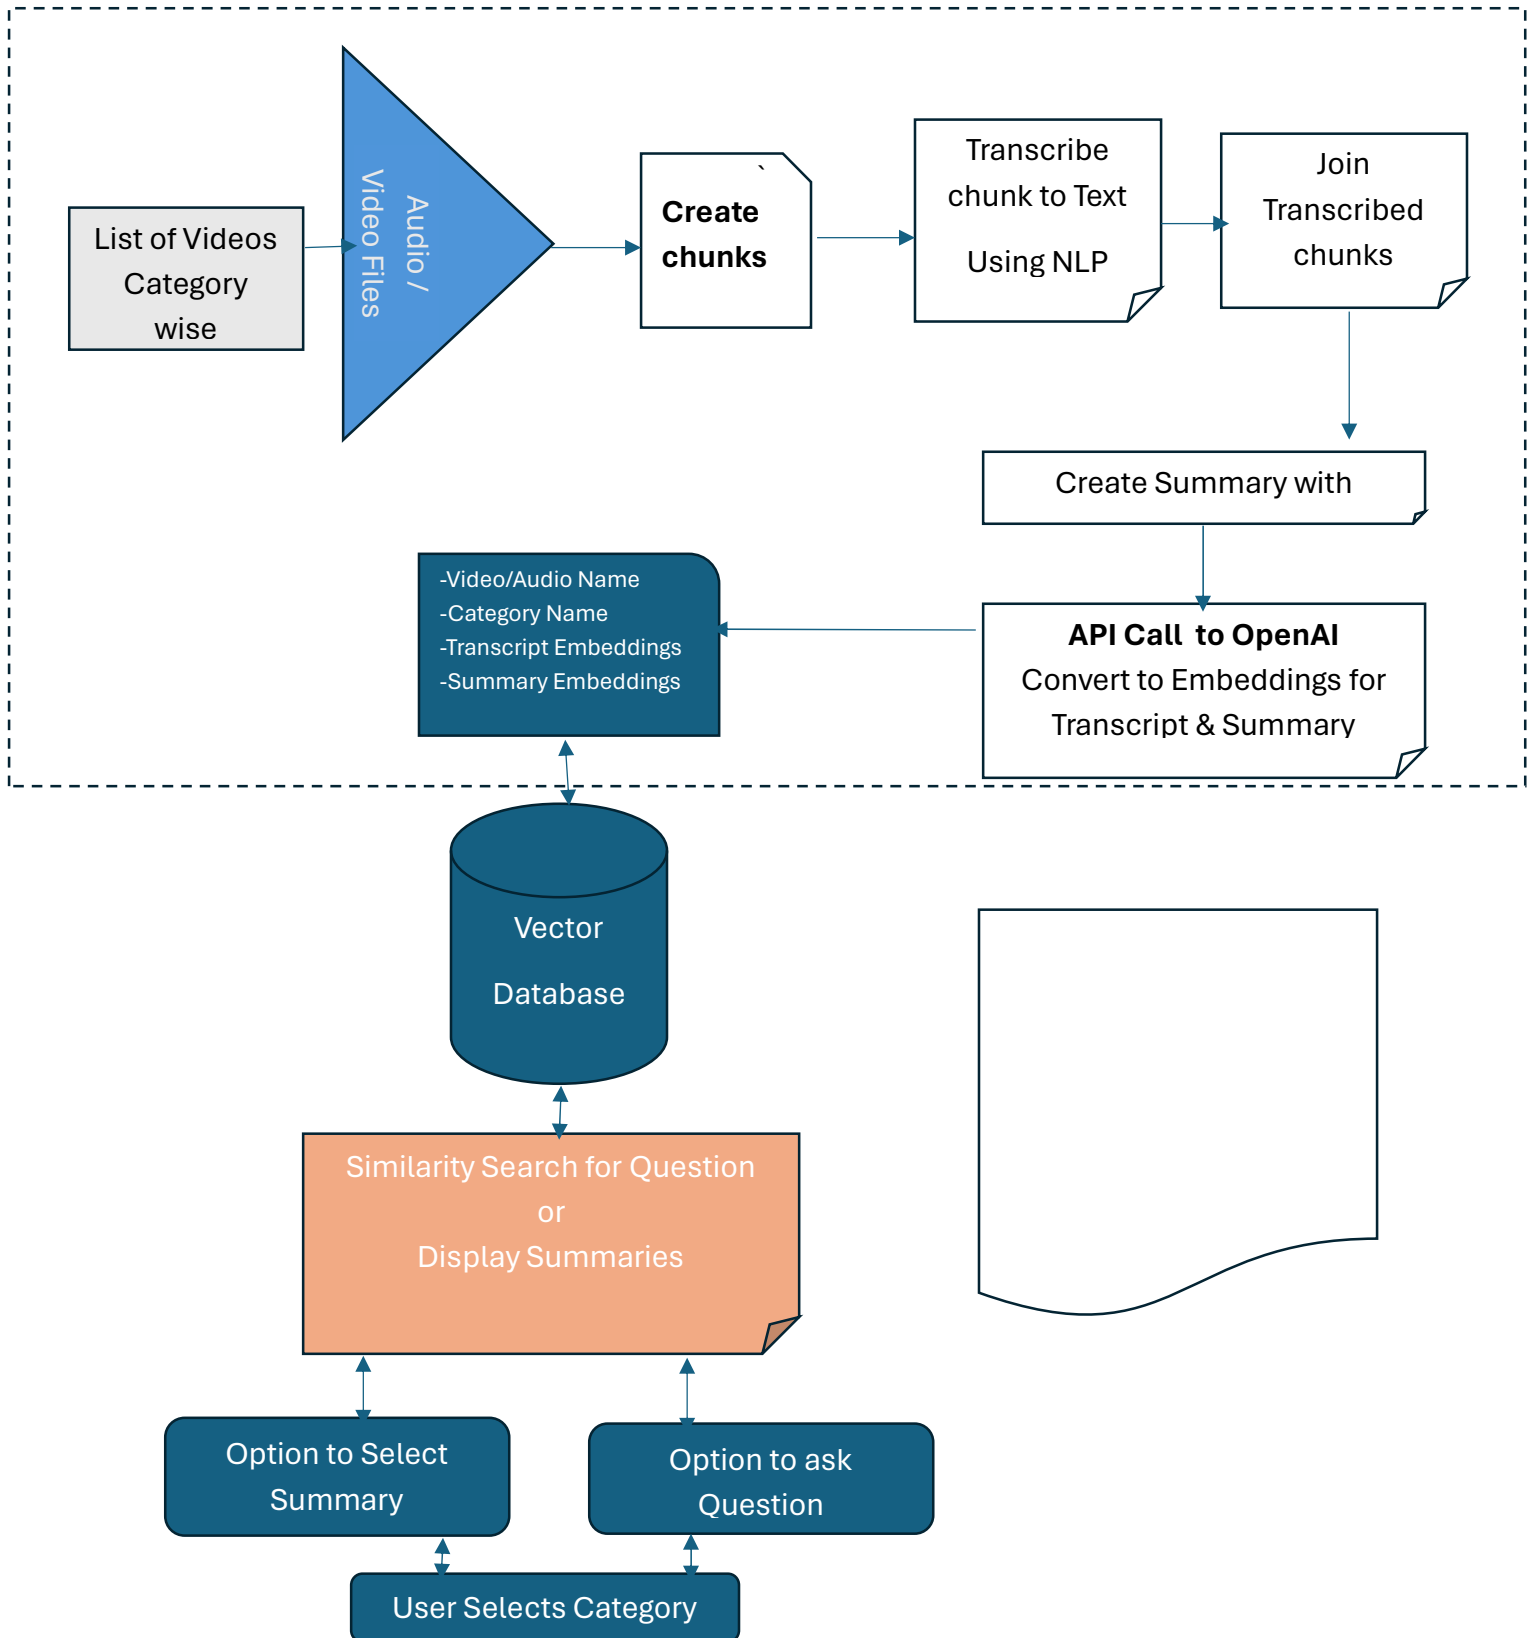 List of Videos
Category
wise
Audio /
Video Files
`
Create
chunks
Transcribe
chunk to Text
Using NLP
Join
Transcribed
chunks
Create Summary with
API Call  to OpenAI
Convert to Embeddings for
Transcript & Summary
-Video/Audio Name
-Category Name
-Transcript Embeddings
-Summary Embeddings
Vector
Database
Similarity Search for Question
or
Display Summaries
Option to Select
Summary
Option to ask
Question
User Selects Category